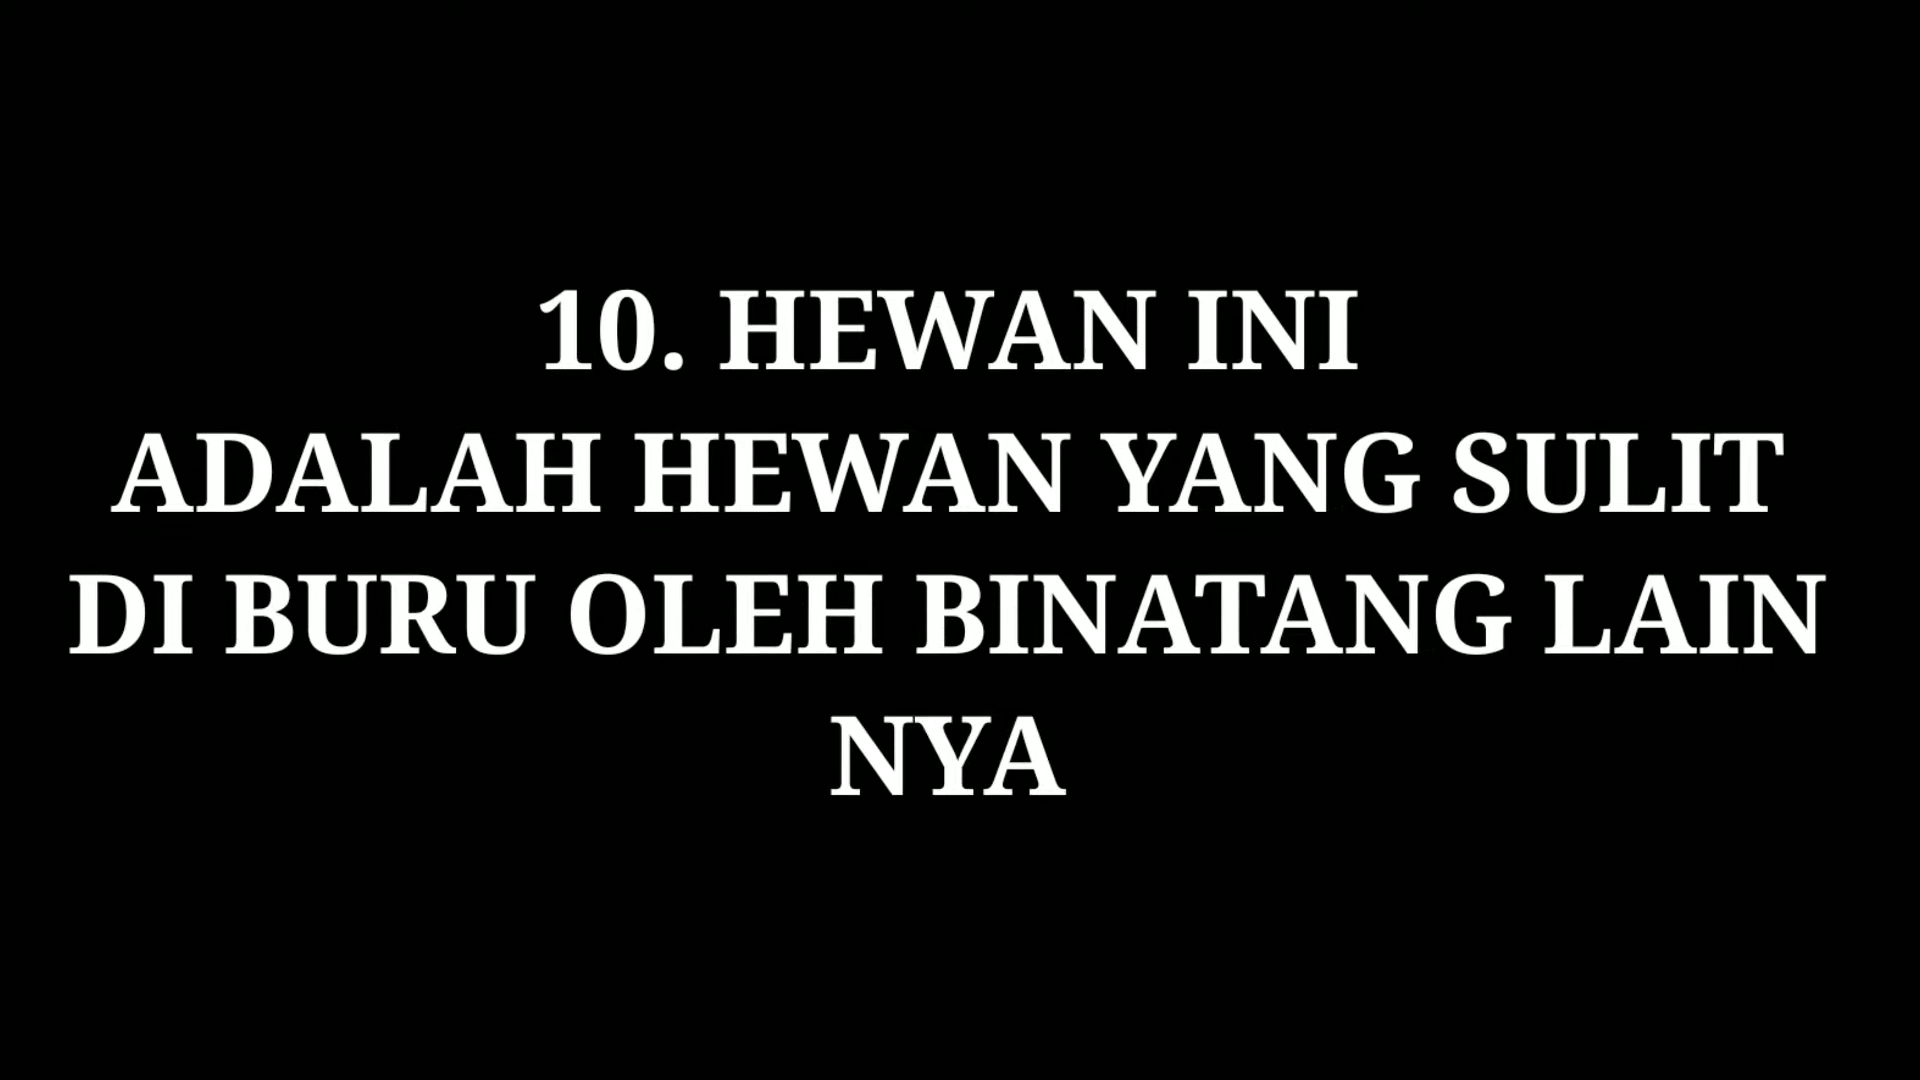 10. HEWAN INI
ADALAH HEWAN YANG SULIT
DI BURU OLEH BINATANG LAIN
NYA